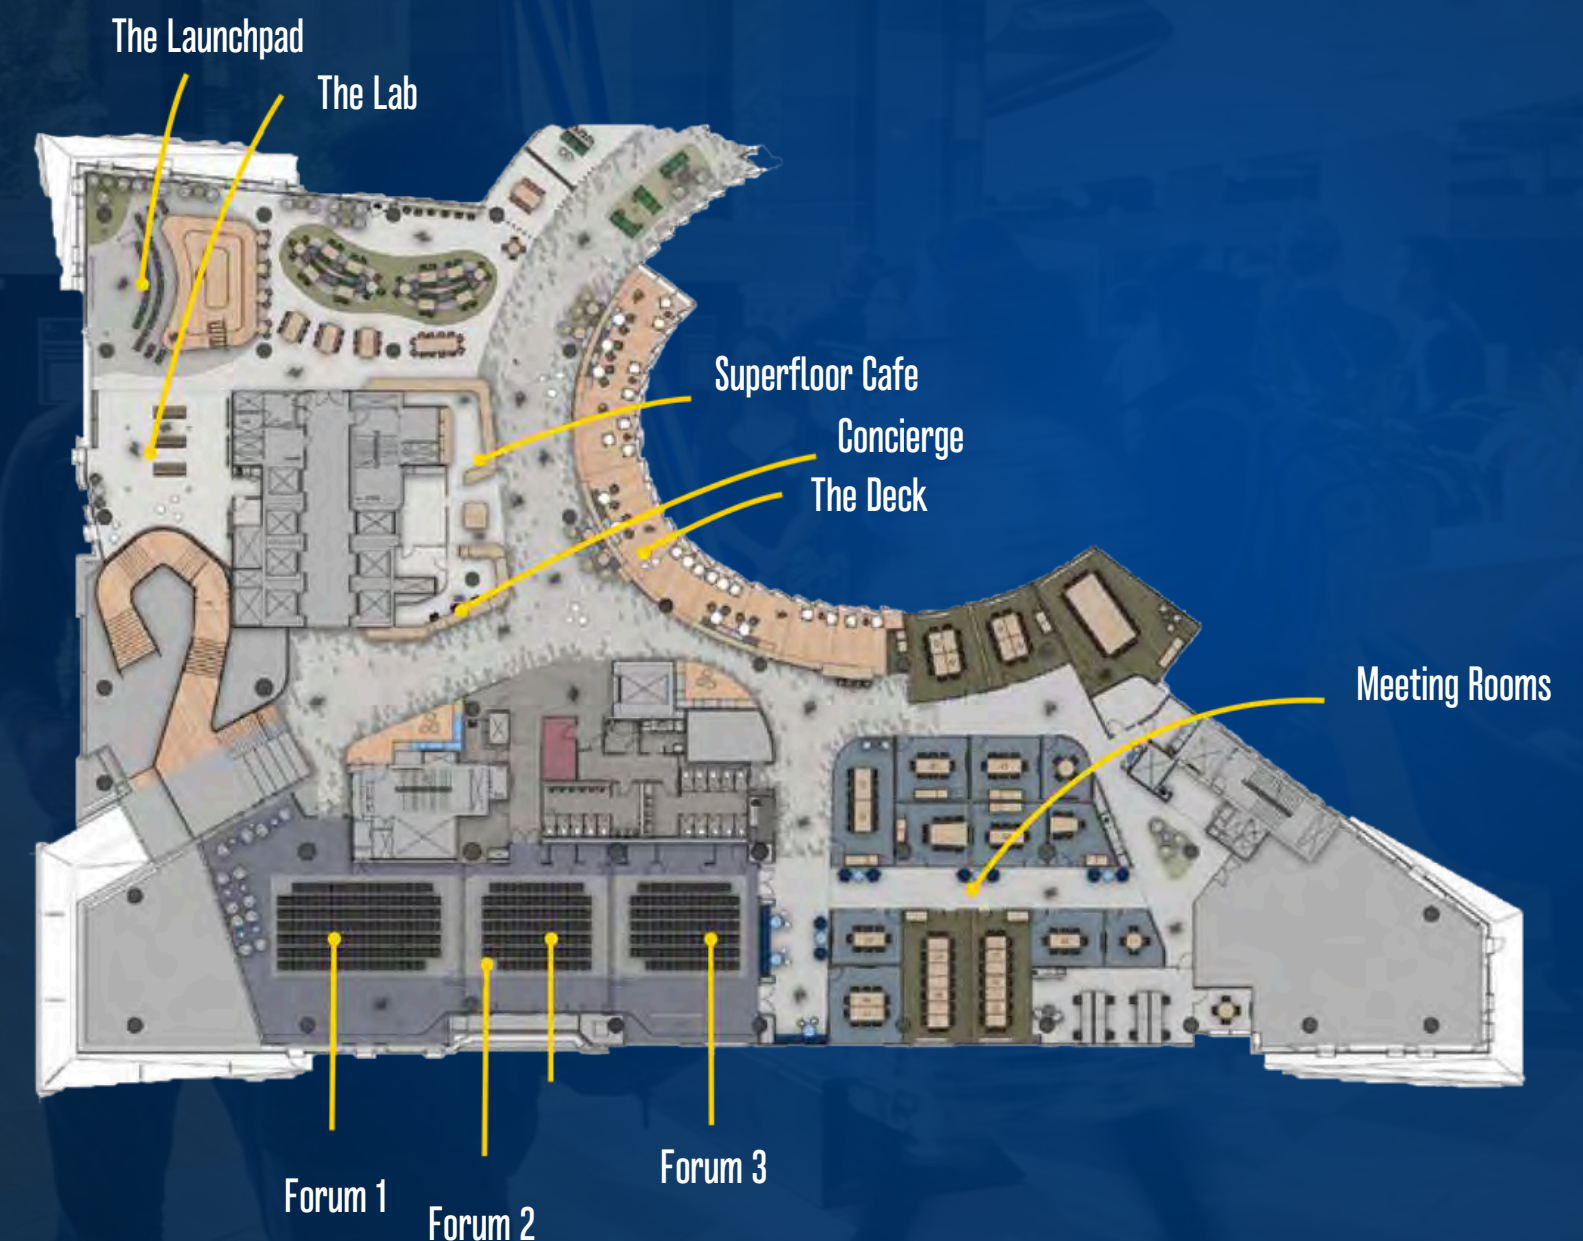 The Launchpad
The Lab
Superfloor Cafe
Concierge
The Deck
Meeting Rooms
Forum 3
Forum 1
Forum 2